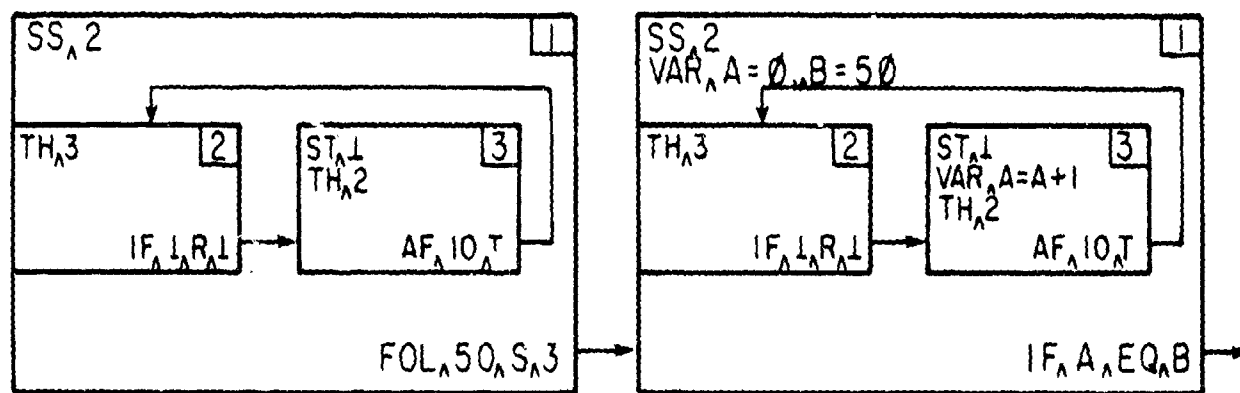 SS‸2
1
TH‸3
2
IF‸1‸R‸1
ST‸1
3
TH‸2
AF‸10‸T
FOL‸50‸S‸3
SS‸2
1
VAR‸A=Ø,‸B=5Ø
TH‸3
2
IF‸1‸R‸1
ST‸1
3
VAR‸A=A+1
TH‸2
AF‸10‸T
IF‸A‸EQ‸B